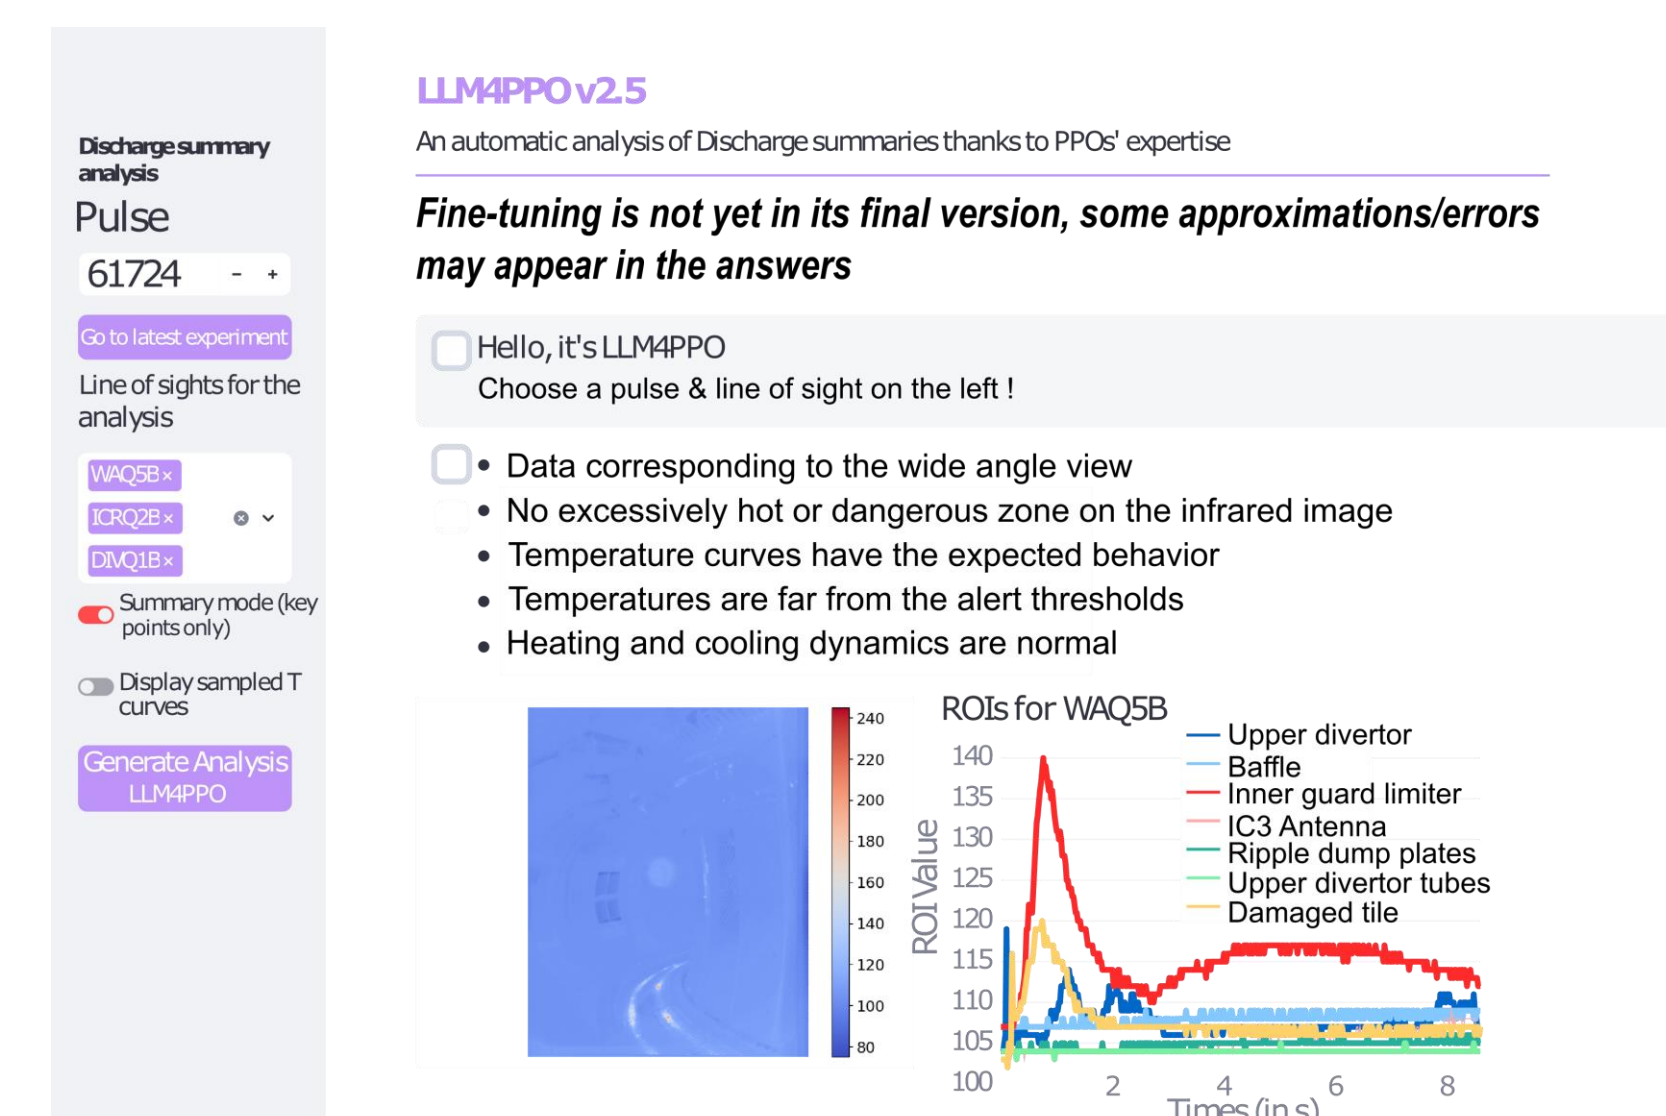 Discharge summary
analysis
Pulse
61724 - +
Go to latest experiment
Line of sights for the
analysis
WAQ5B ×
ICRQ2B ×
DIVQ1B ×
Summary mode (key
points only)
Display sampled T
curves
Generate Analysis
LLM4PPO
LLM4PPO v2.5
An automatic analysis of Discharge summaries thanks to PPOs' expertise
Fine-tuning is not yet in its final version, some approximations/errors
may appear in the answers
Hello, it's LLM4PPO
Choose a pulse & line of sight on the left !
• Data corresponding to the wide angle view
• No excessively hot or dangerous zone on the infrared image
• Temperature curves have the expected behavior
• Temperatures are far from the alert thresholds
• Heating and cooling dynamics are normal
240
220
200
180
160
140
120
100
80
ROIs for WAQ5B
Upper divertor
Baffle
Inner guard limiter
IC3 Antenna
Ripple dump plates
Upper divertor tubes
Damaged tile
ROI Value
140
135
130
125
120
115
110
105
100
2 4 6 8
Times (in s)